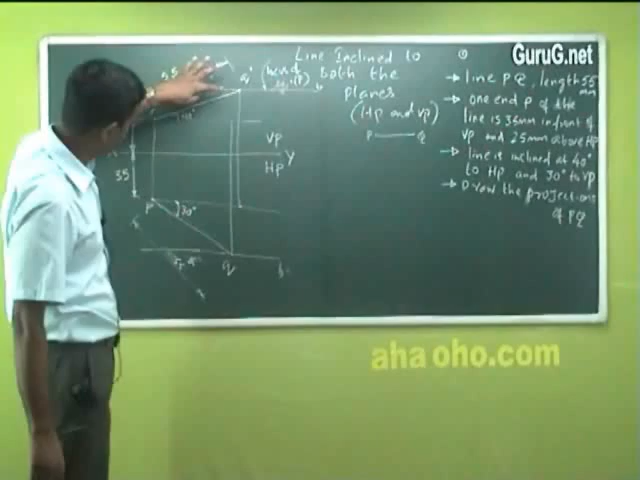 GuruG.net
Line Inclined to
both the
planes
(Hp and Vp)
P Q
line PQ, length 55
mm
one end P of the
line is 35mm infront of
VP and 25mm above HP
line is inclined at 40°
to HP and 30° to VP
Draw the projections
of PQ
55
q'
40°
VP
X Y
HP
35
P
30°
q
aha oho.com